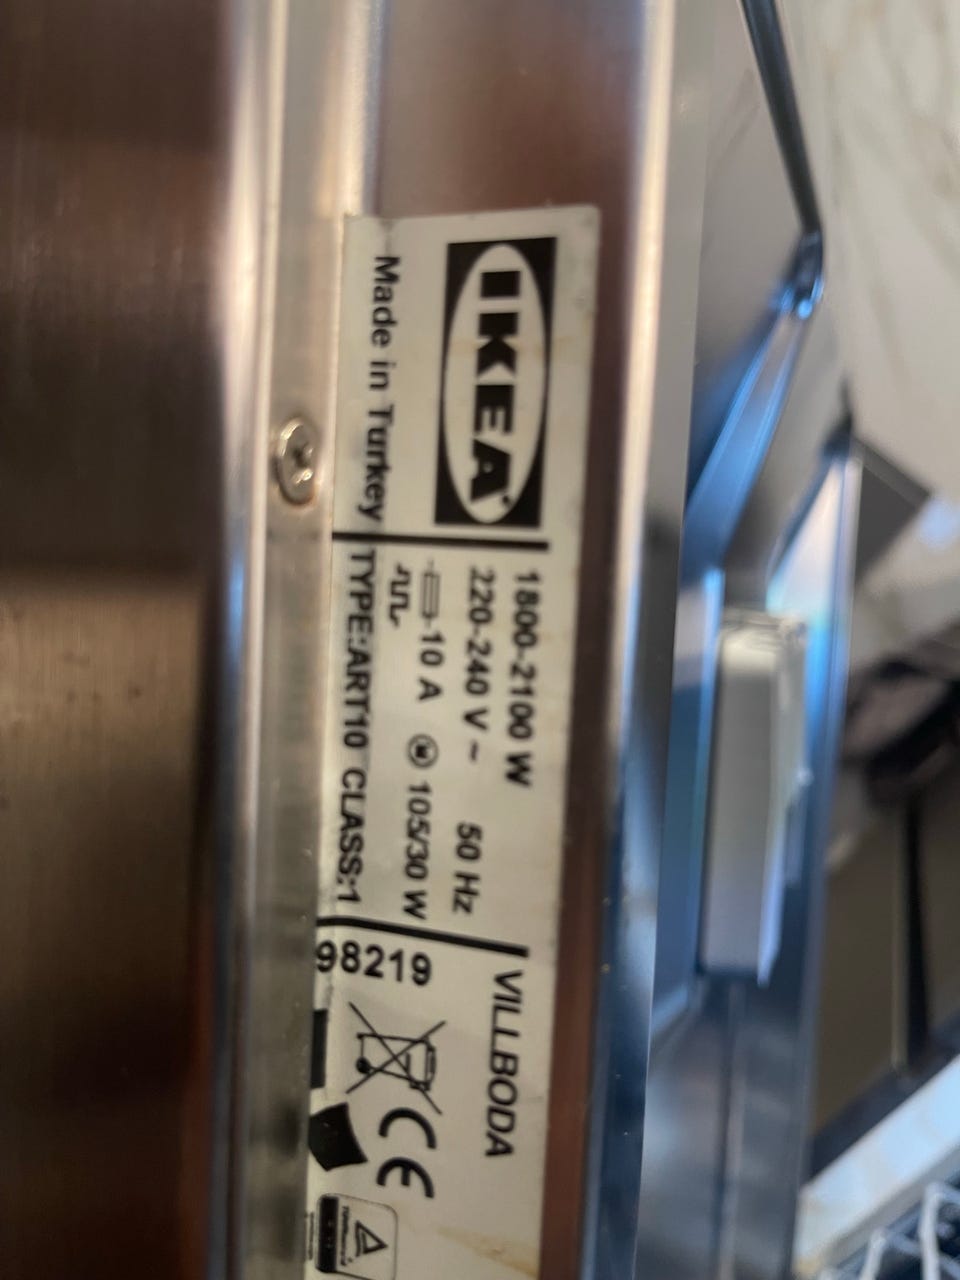 IKEA
Made in Turkey
1800-2100 W
220-240 V ~ 50 Hz
10 A 105/30 W
TYPE:ART10 CLASS:1
VILLBODA
98219
CE